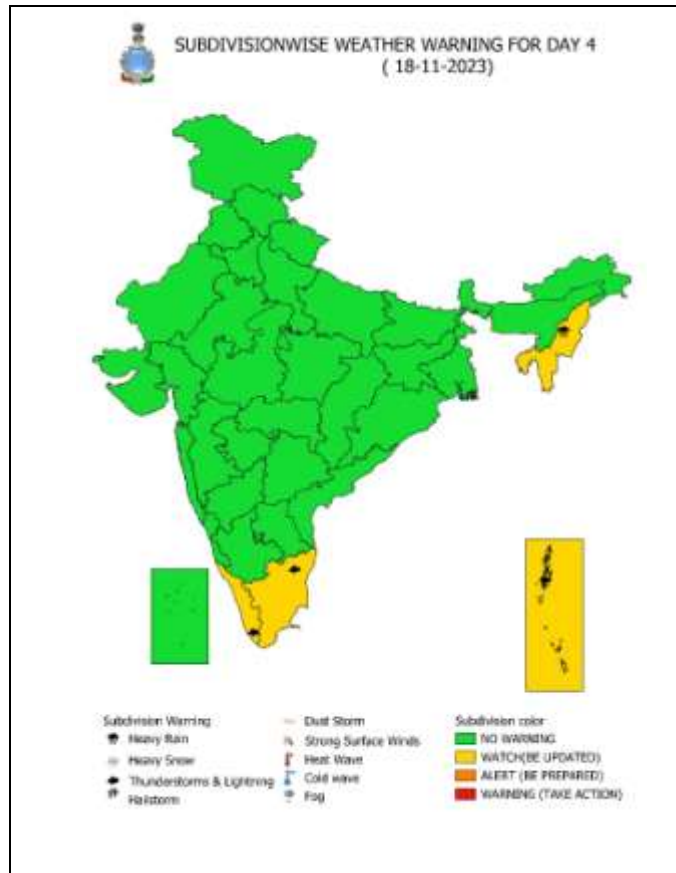 SUBDIVISIONWISE WEATHER WARNING FOR DAY 4
( 18-11-2023)
Subdivision Warning
Heavy Rain
Heavy Snow
Thunderstorms & Lightning
Hailstorm
Dust Storm
Strong Surface Winds
Heat Wave
Cold wave
Fog
Subdivision color
NO WARNING
WATCH(BE UPDATED)
ALERT (BE PREPARED)
WARNING (TAKE ACTION)